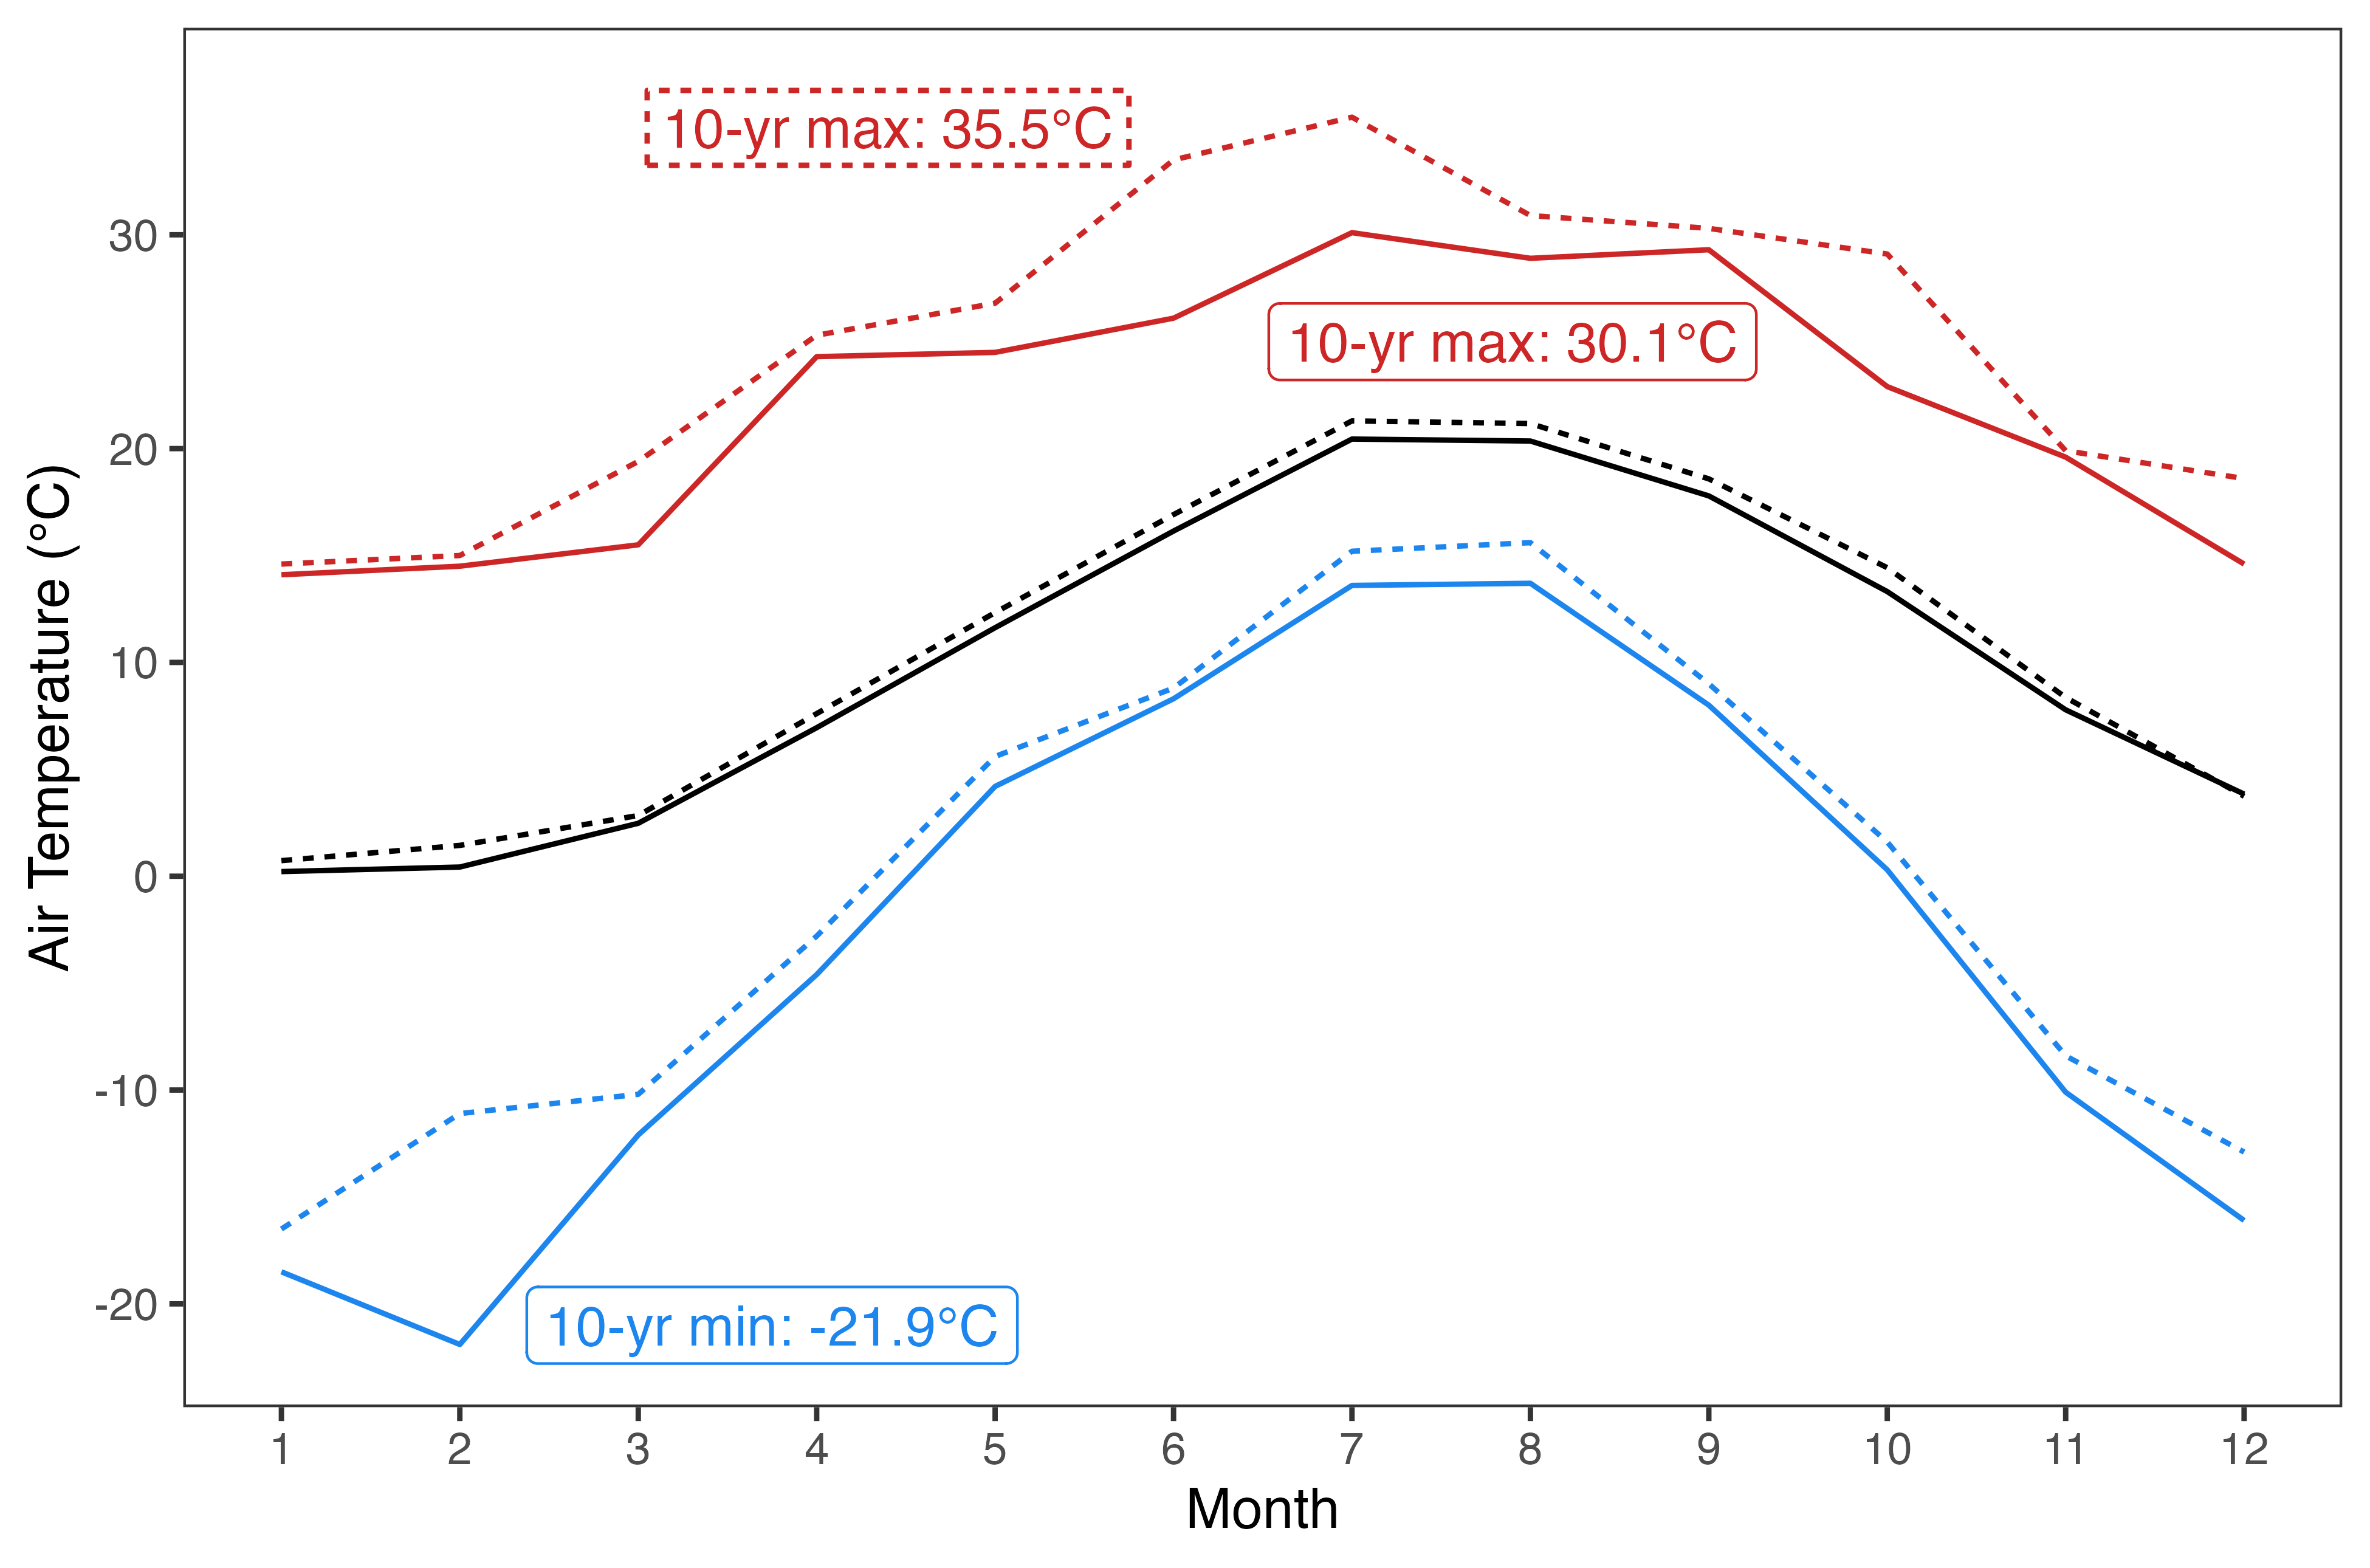 10-yr max: 35.5°C
10-yr max: 30.1°C
10-yr min: -21.9°C
Air Temperature (°C)
30
20
10
0
-10
-20
1 2 3 4 5 6 7 8 9 10 11 12
Month